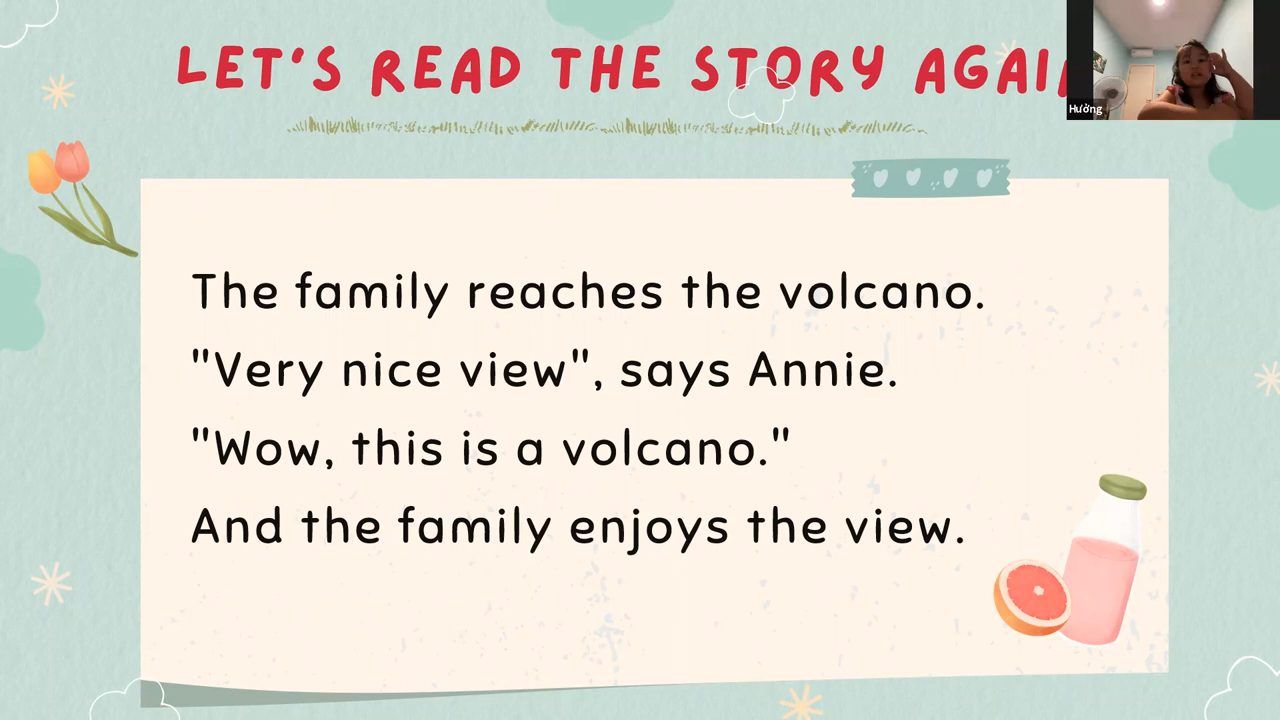 LET'S READ THE STORY AGAI
Hưởng
The family reaches the volcano.
"Very nice view", says Annie.
"Wow, this is a volcano."
And the family enjoys the view.